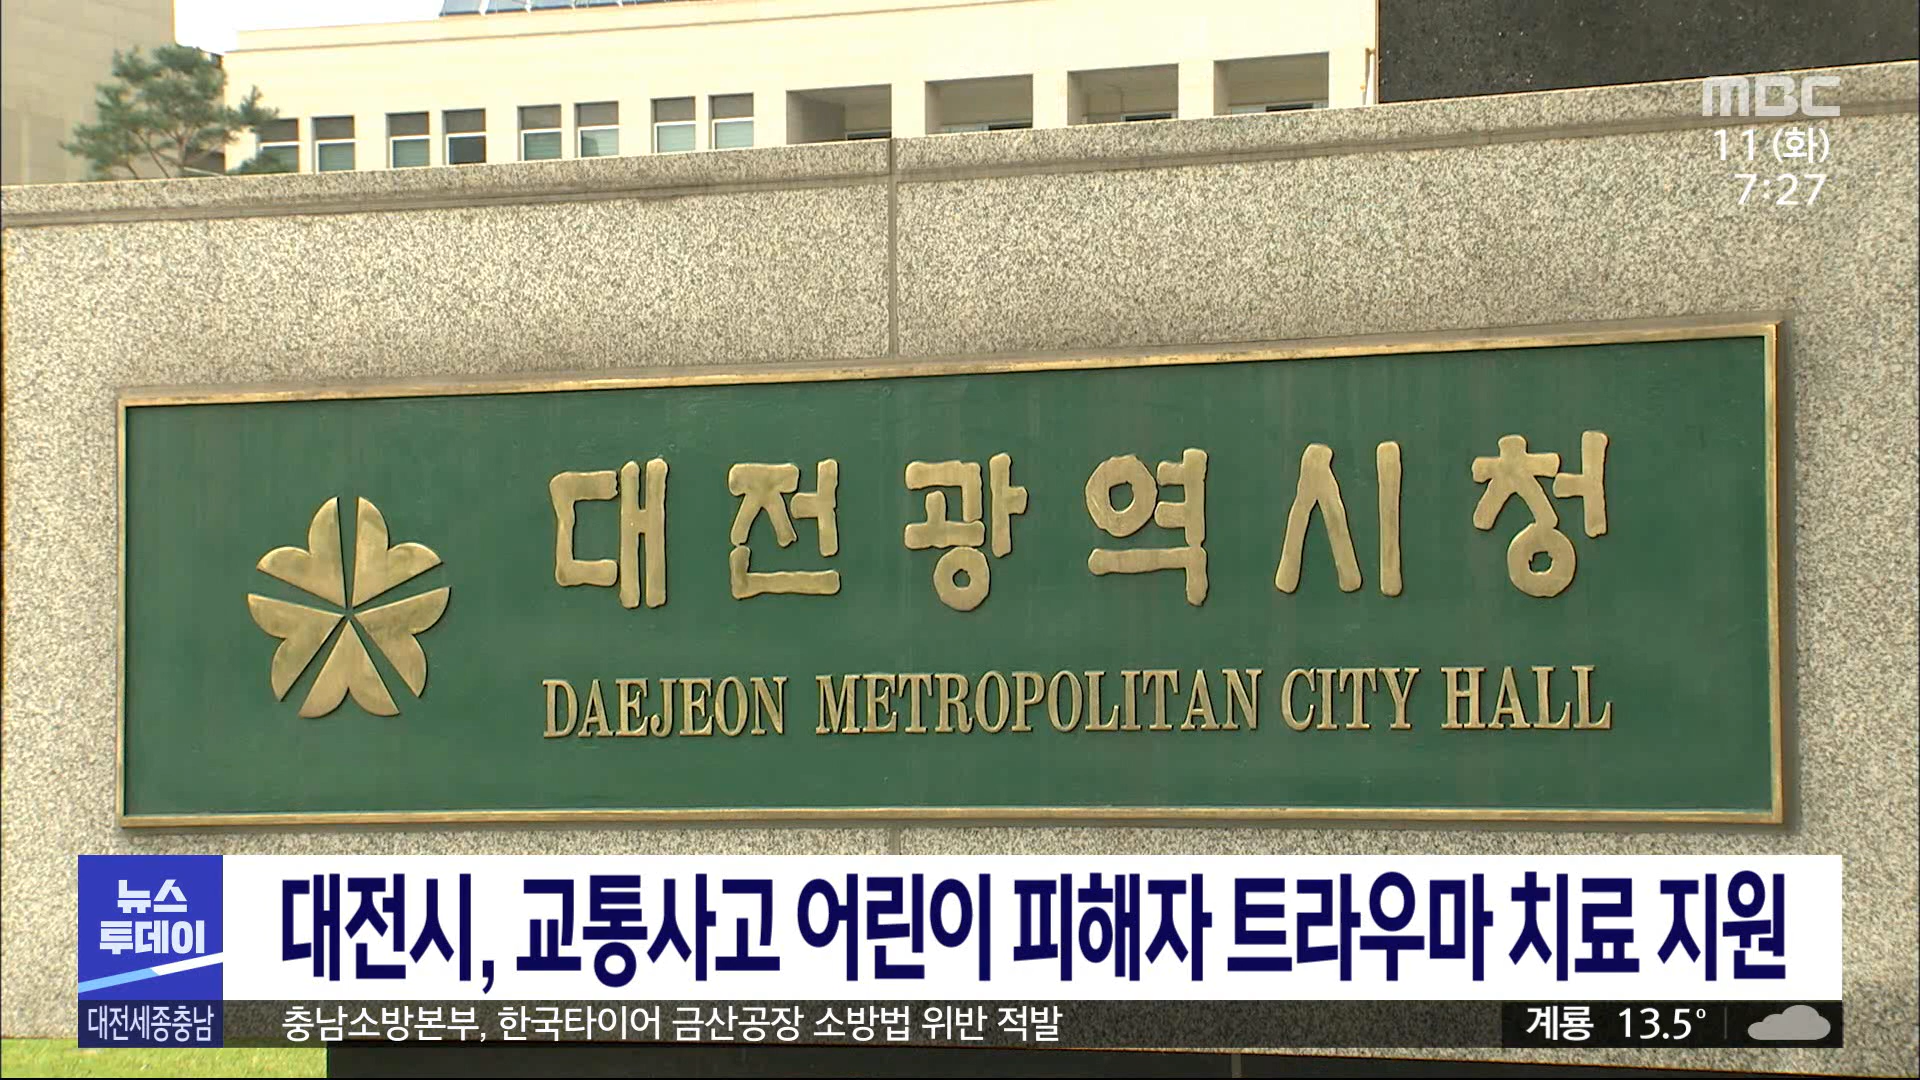 MBC
11 (화)
7:27
대전광역시청
DAEJEON METROPOLITAN CITY HALL
뉴스
투데이
대전시, 교통사고 어린이 피해자 트라우마 치료 지원
대전세종충남
충남소방본부, 한국타이어 금산공장 소방법 위반 적발
계룡 13.5°